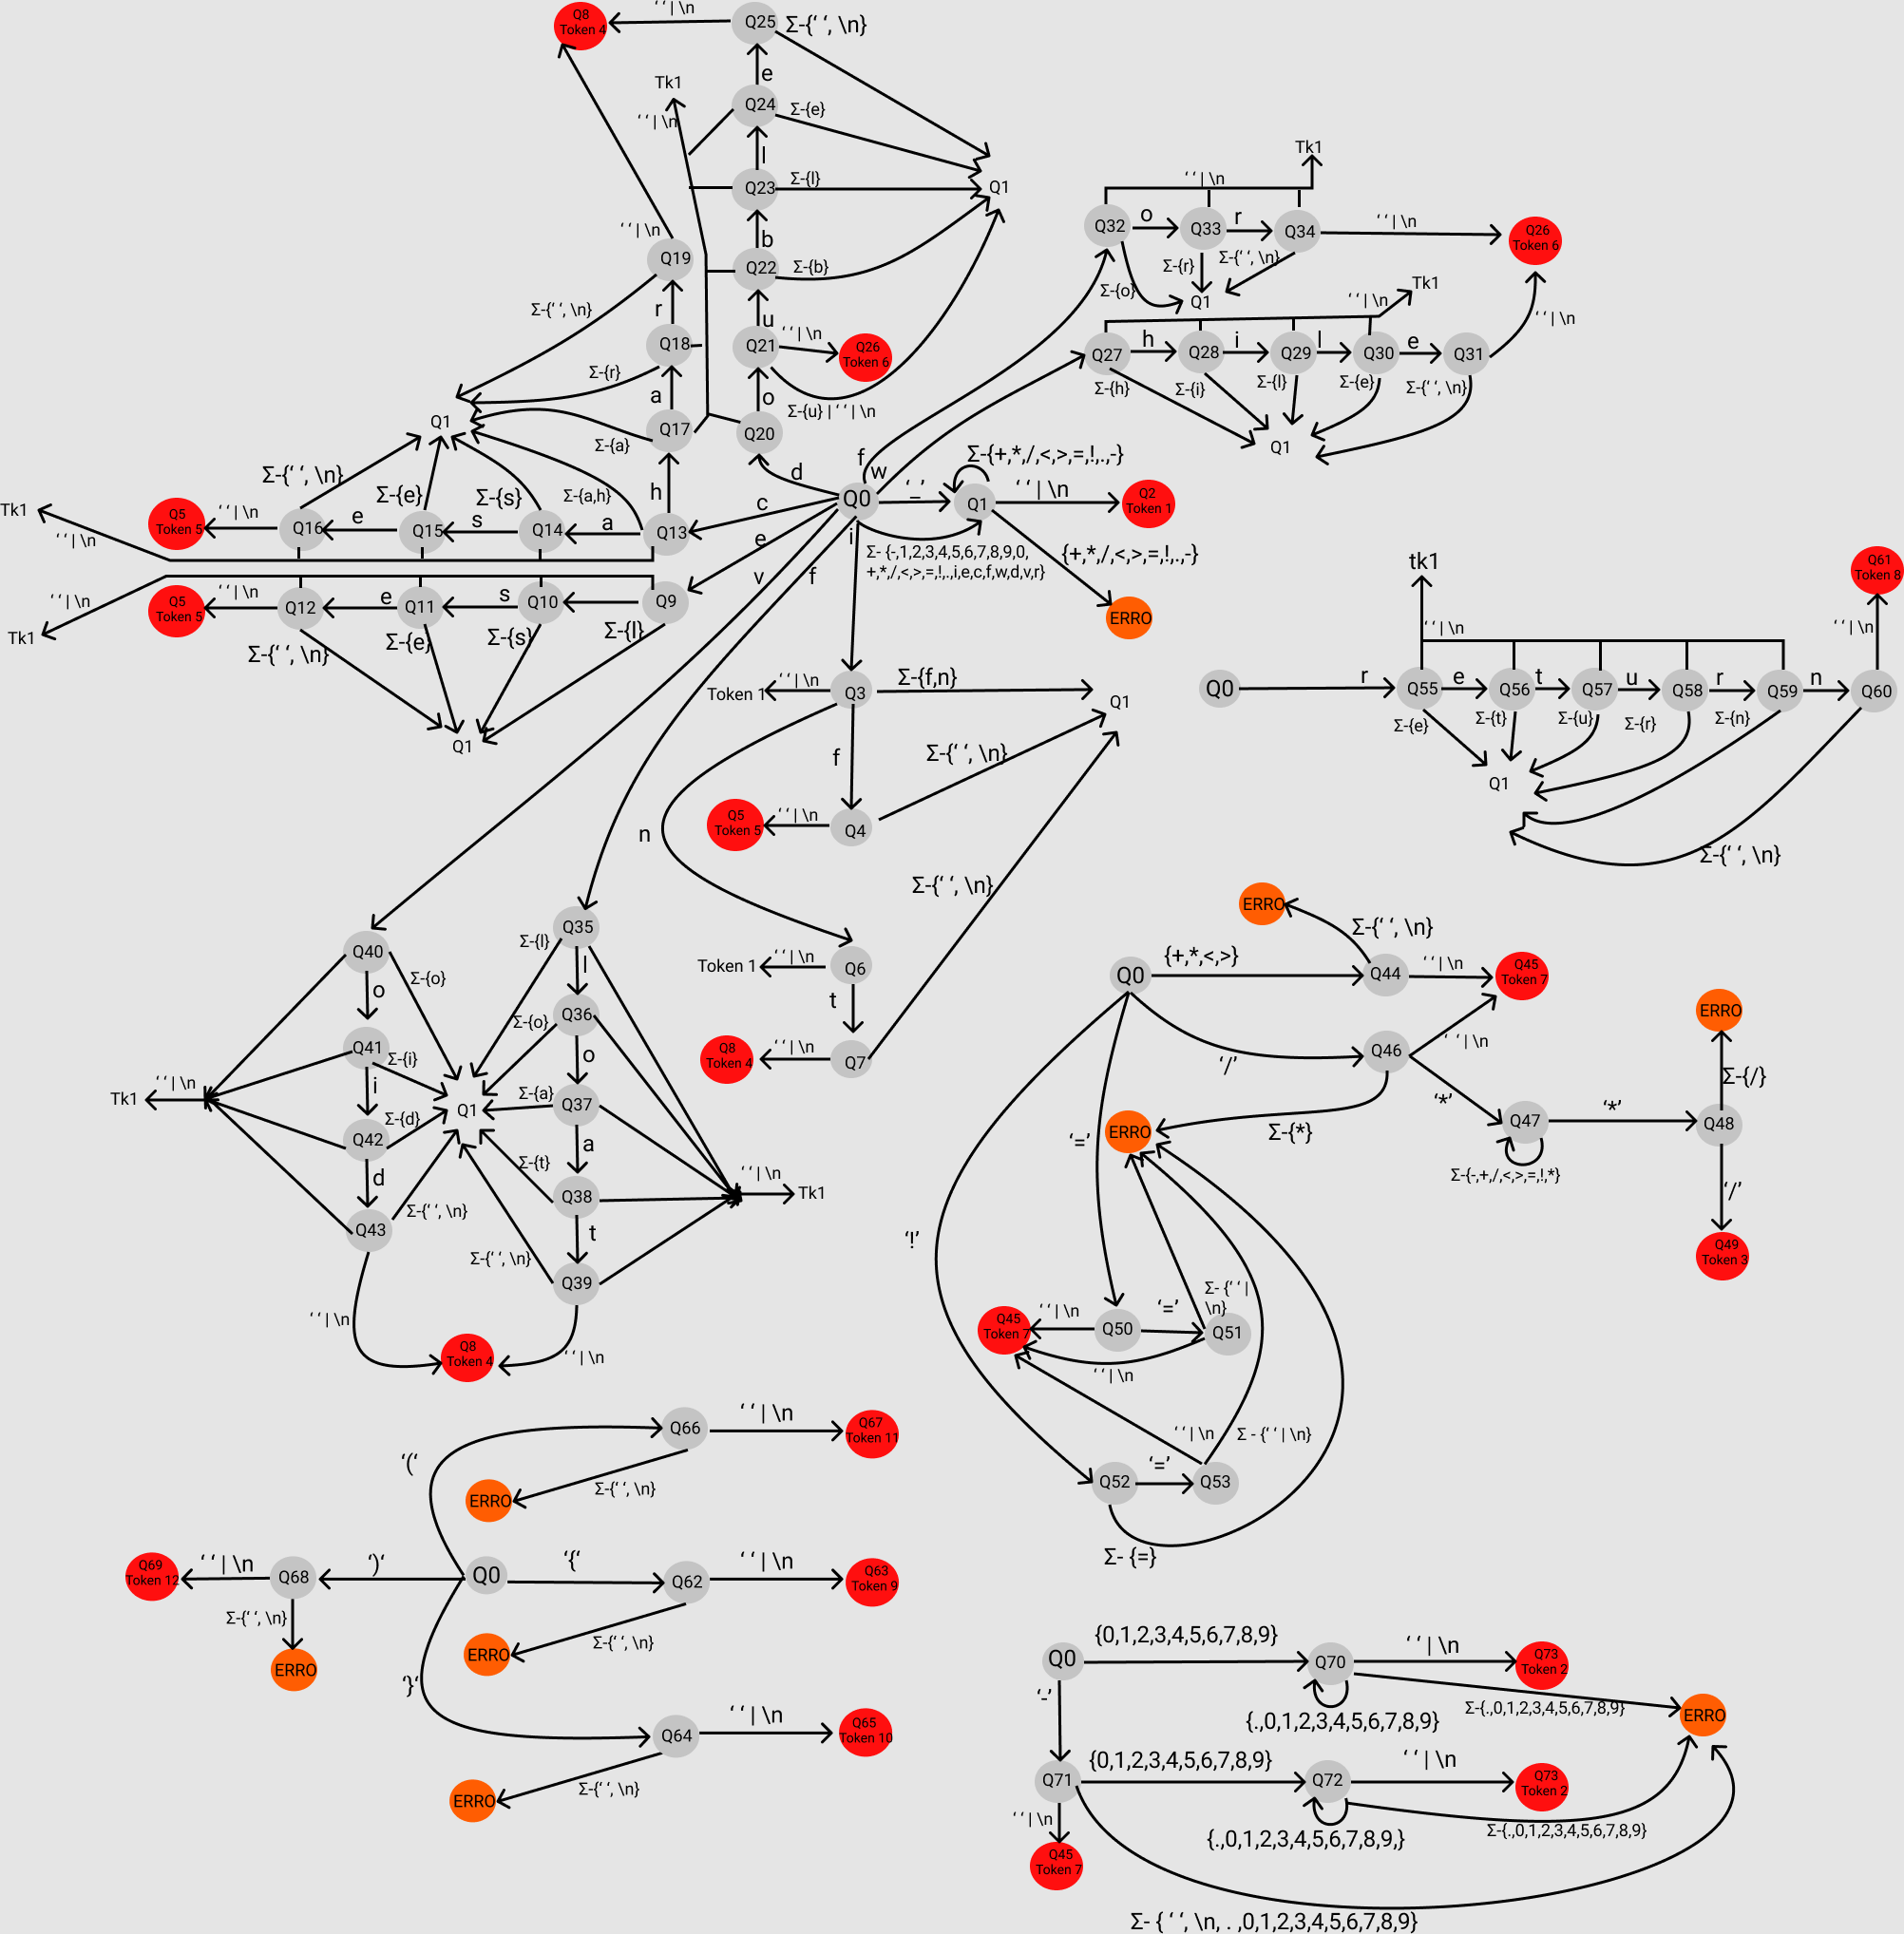 Q8
Token 4
‘ ‘ | \n
Q25
Σ-{‘ ‘, \n}
e
Tk1
‘ ‘ | \n
Q24
Σ-{e}
l
Q23
Σ-{l}
Q1
b
Q22
Σ-{b}
u
Q21
‘ ‘ | \n
Q26
Token 6
Σ-{u} | ‘ ‘ | \n
o
Q20
d
‘ ‘ | \n
Q19
Σ-{‘ ‘, \n}
r
Q18
Σ-{r}
a
Q17
Σ-{a}
h
Q1
Tk1
‘ ‘ | \n
Q32
o
Q33
r
Q34
‘ ‘ | \n
Q26
Token 6
Σ-{o}
Σ-{r}
Σ-{‘ ‘, \n}
Q1
‘ ‘ | \n
Tk1
Q27
h
Q28
i
Q29
l
Q30
e
Q31
‘ ‘ | \n
Σ-{h}
Σ-{i}
Σ-{l}
Σ-{e}
Σ-{‘ ‘, \n}
Q1
f
w
Q0
‘_’
Σ-{+,*,/,<,>,=,!,.,-}
Q1
‘ ‘ | \n
Q2
Token 1
{+,*,/,<,>,=,!,.,-}
ERRO
Σ- {-,1,2,3,4,5,6,7,8,9,0,
+,*,/,<,>,=,!,.,i,e,c,f,w,d,v,r}
c
e
v
f
i
Σ-{‘ ‘, \n}
Σ-{e}
Σ-{s}
Σ-{a,h}
Tk1
‘ ‘ | \n
Q5
Token 5
‘ ‘ | \n
Q16
e
Q15
s
Q14
a
Q13
Tk1
‘ ‘ | \n
Q5
Token 5
‘ ‘ | \n
Q12
e
Q11
s
Q10
Q9
Σ-{‘ ‘, \n}
Σ-{e}
Σ-{s}
Σ-{l}
Q1
Token 1
‘ ‘ | \n
Q3
Σ-{f,n}
Q1
f
Σ-{‘ ‘, \n}
Q5
Token 5
‘ ‘ | \n
Q4
n
Σ-{‘ ‘, \n}
Token 1
‘ ‘ | \n
Q6
t
Q8
Token 4
‘ ‘ | \n
Q7
tk1
‘ ‘ | \n
Q61
Token 8
‘ ‘ | \n
Q0
r
Q55
e
Q56
t
Q57
u
Q58
r
Q59
n
Q60
Σ-{e}
Σ-{t}
Σ-{u}
Σ-{r}
Σ-{n}
Q1
Σ-{‘ ‘, \n}
Q40
Σ-{o}
o
Q41
Σ-{i}
i
Q42
Σ-{d}
d
Q43
Σ-{‘ ‘, \n}
Tk1
‘ ‘ | \n
Q1
Q35
Σ-{l}
l
Q36
Σ-{o}
o
Q37
Σ-{a}
a
Q38
Σ-{t}
t
Q39
Σ-{‘ ‘, \n}
‘ ‘ | \n
Tk1
‘ ‘ | \n
Q8
Token 4
‘ ‘ | \n
ERRO
Σ-{‘ ‘, \n}
Q0
{+,*,<,>}
Q44
‘ ‘ | \n
Q45
Token 7
‘/’
Q46
‘ ‘ | \n
‘*’
Q47
‘*’
Q48
Σ-{/}
ERRO
Σ-{-,+,/,<,>,=,!,*}
‘/’
Q49
Token 3
Σ-{*}
ERRO
‘=’
‘!’
Q45
Token 7
‘ ‘ | \n
Q50
‘=’
Q51
Σ- {‘ ‘ |
\n}
‘ ‘ | \n
‘ ‘ | \n
Σ - {‘ ‘ | \n}
Q52
‘=’
Q53
Σ- {=}
‘(‘
Q66
‘ ‘ | \n
Q67
Token 11
ERRO
Σ-{‘ ‘, \n}
Q69
Token 12
‘ ‘ | \n
Q68
‘)‘
Q0
‘{‘
Q62
‘ ‘ | \n
Q63
Token 9
Σ-{‘ ‘, \n}
ERRO
ERRO
Σ-{‘ ‘, \n}
‘}‘
Q64
‘ ‘ | \n
Q65
Token 10
ERRO
Σ-{‘ ‘, \n}
Q0
{0,1,2,3,4,5,6,7,8,9}
Q70
‘ ‘ | \n
Q73
Token 2
{.,0,1,2,3,4,5,6,7,8,9}
Σ-{.,0,1,2,3,4,5,6,7,8,9}
ERRO
‘-’
Q71
{0,1,2,3,4,5,6,7,8,9}
Q72
‘ ‘ | \n
Q73
Token 2
{.,0,1,2,3,4,5,6,7,8,9,}
Σ-{.,0,1,2,3,4,5,6,7,8,9}
‘ ‘ | \n
Q45
Token 7
Σ- { ‘ ‘, \n, . ,0,1,2,3,4,5,6,7,8,9}